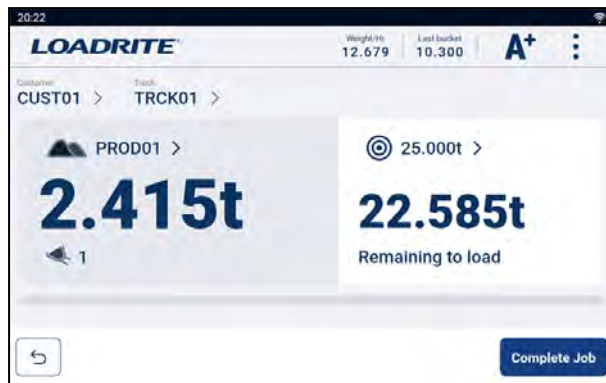 20:22
LOADRITE
Weight/Hr
12.679
Last bucket
10.300
A+
Customer
CUST01 >
Truck
TRCK01 >
PROD01 >
2.415t
1
25.000t >
22.585t
Remaining to load
Complete Job